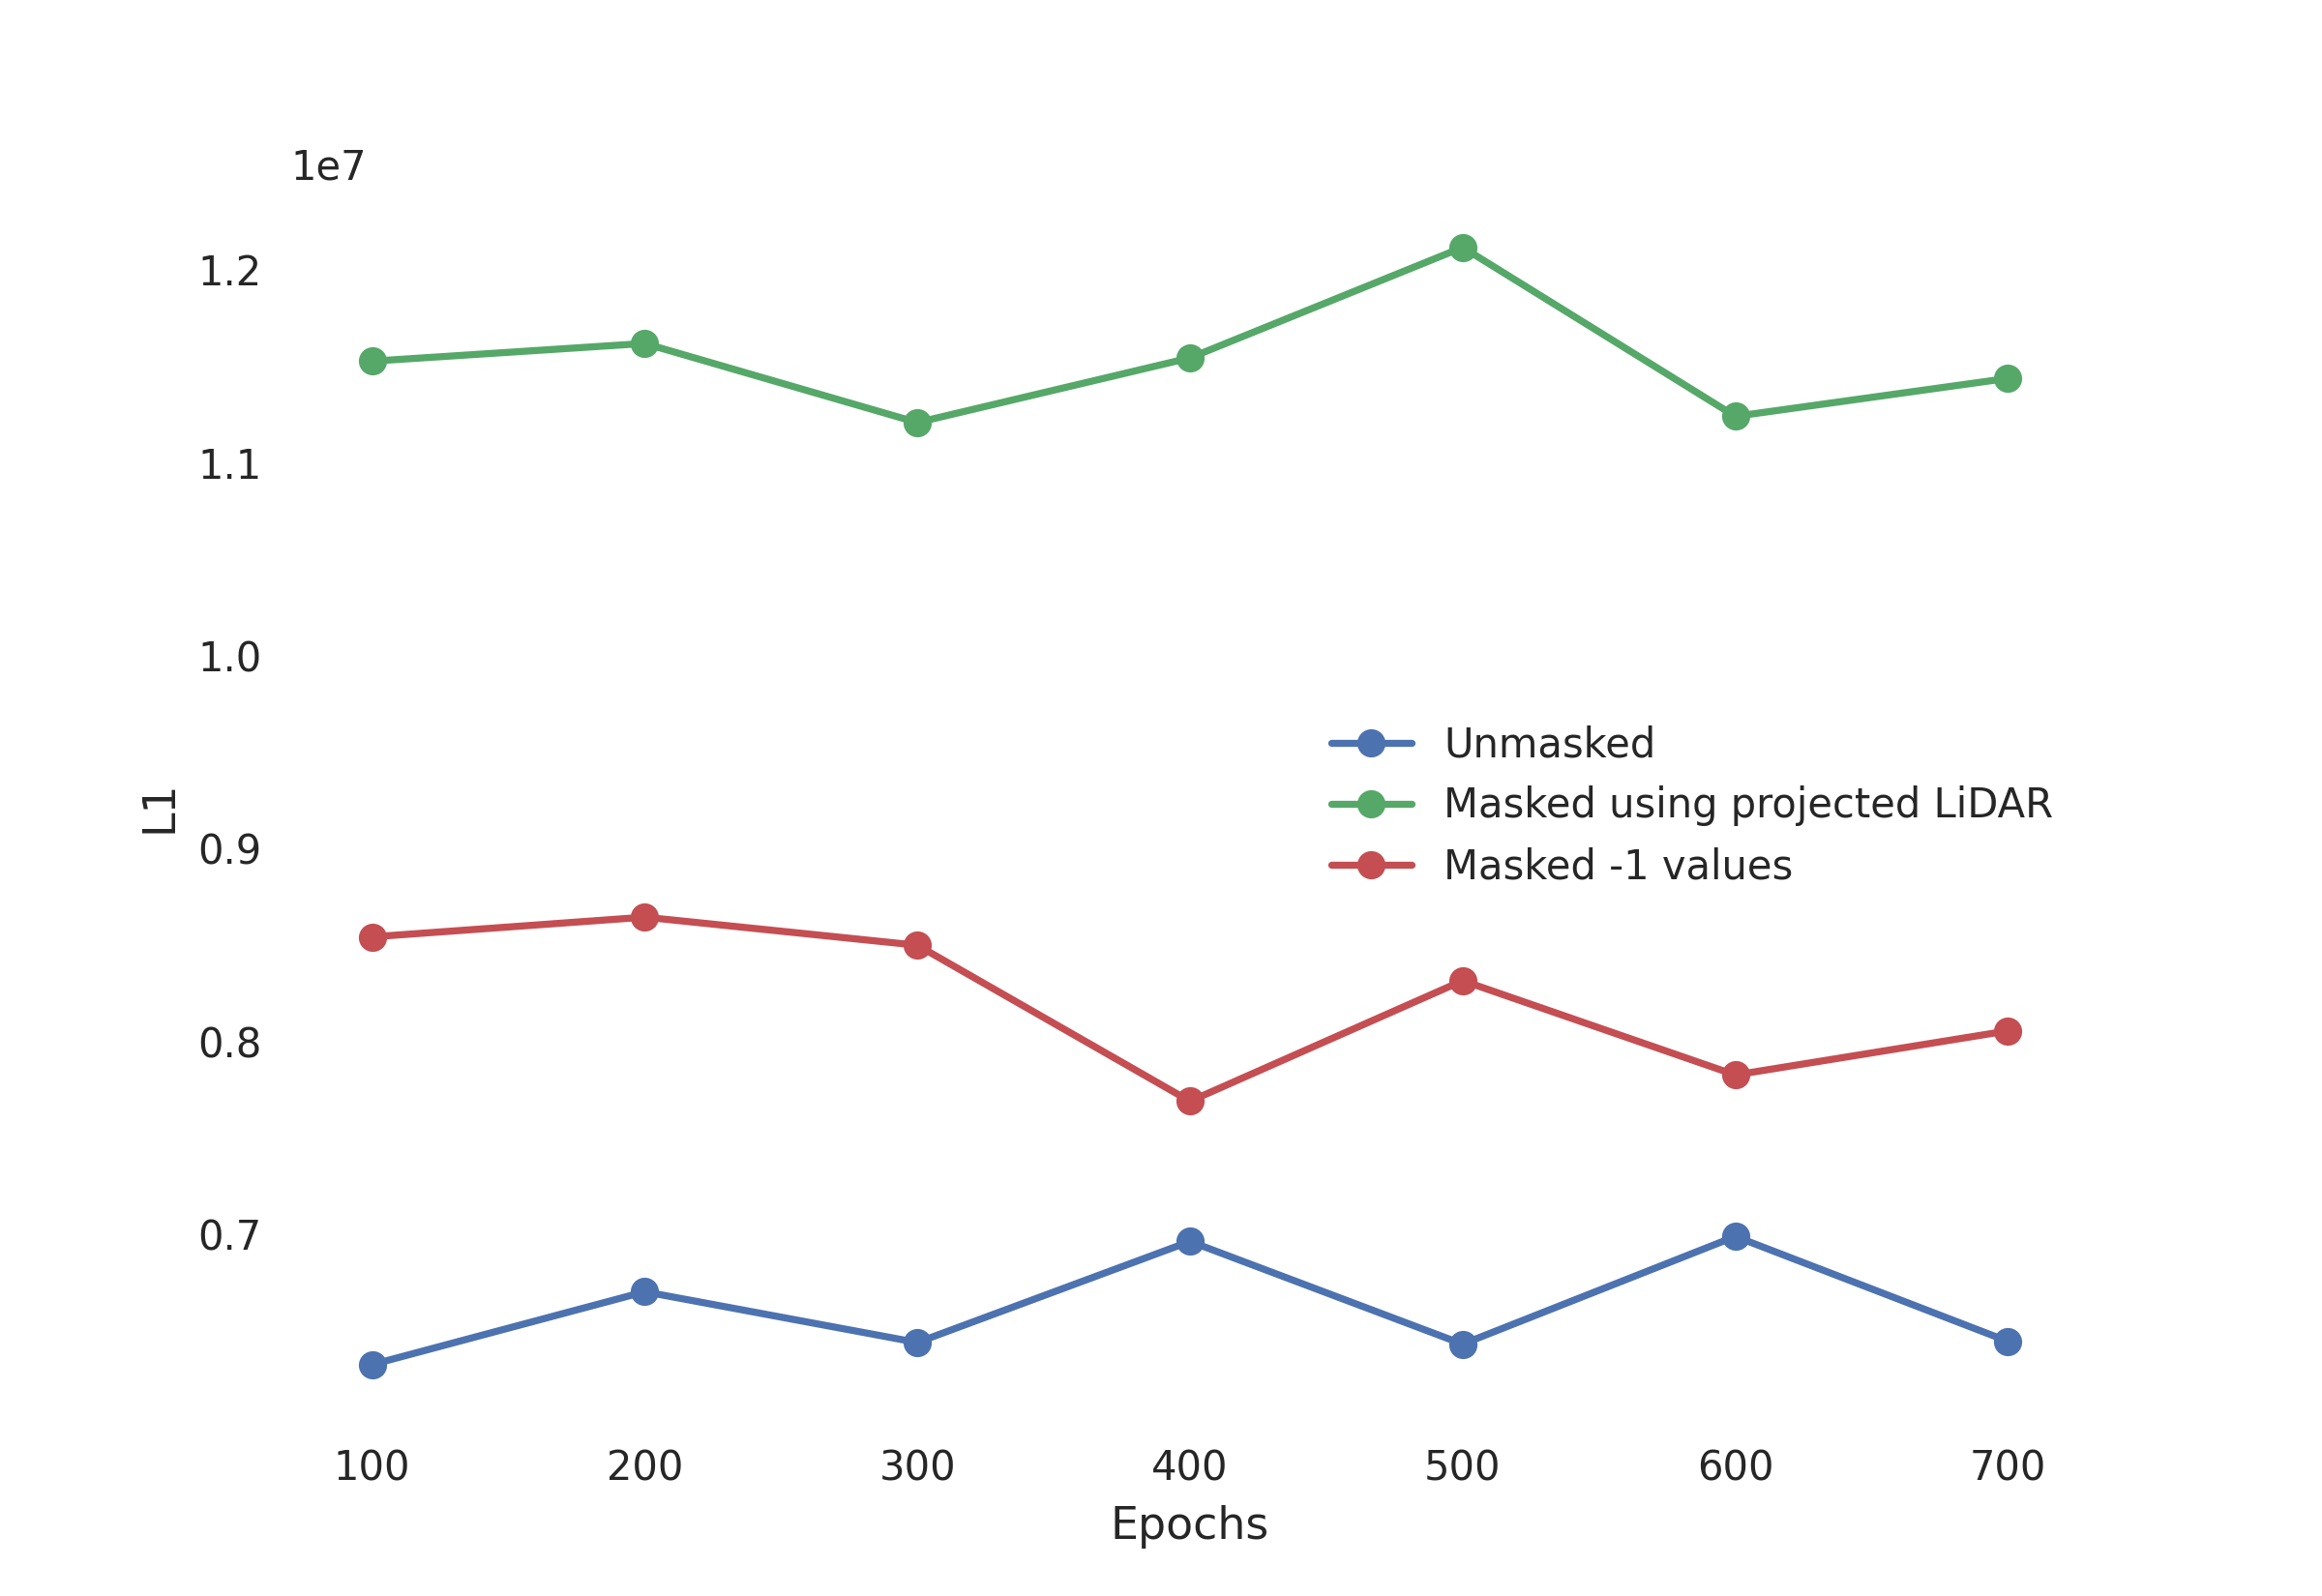 1e7
1.2
1.1
1.0
0.9
0.8
0.7
L1
Unmasked
Masked using projected LiDAR
Masked -1 values
100 200 300 400 500 600 700
Epochs